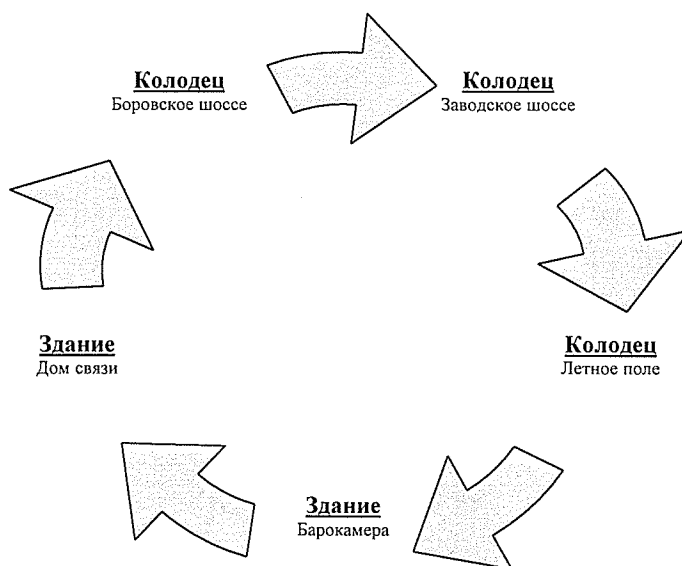 Колодец
Боровское шоссе
Колодец
Заводское шоссе
Колодец
Летное поле
Здание
Барокамера
Здание
Дом связи